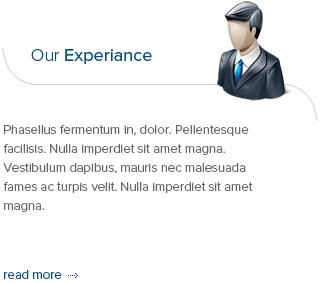 Our Experiance
Phasellus fermentum in, dolor. Pellentesque
facilisis. Nulla imperdiet sit amet magna.
Vestibulum dapibus, mauris nec malesuada
fames ac turpis velit. Nulla imperdiet sit amet
magna.
read more